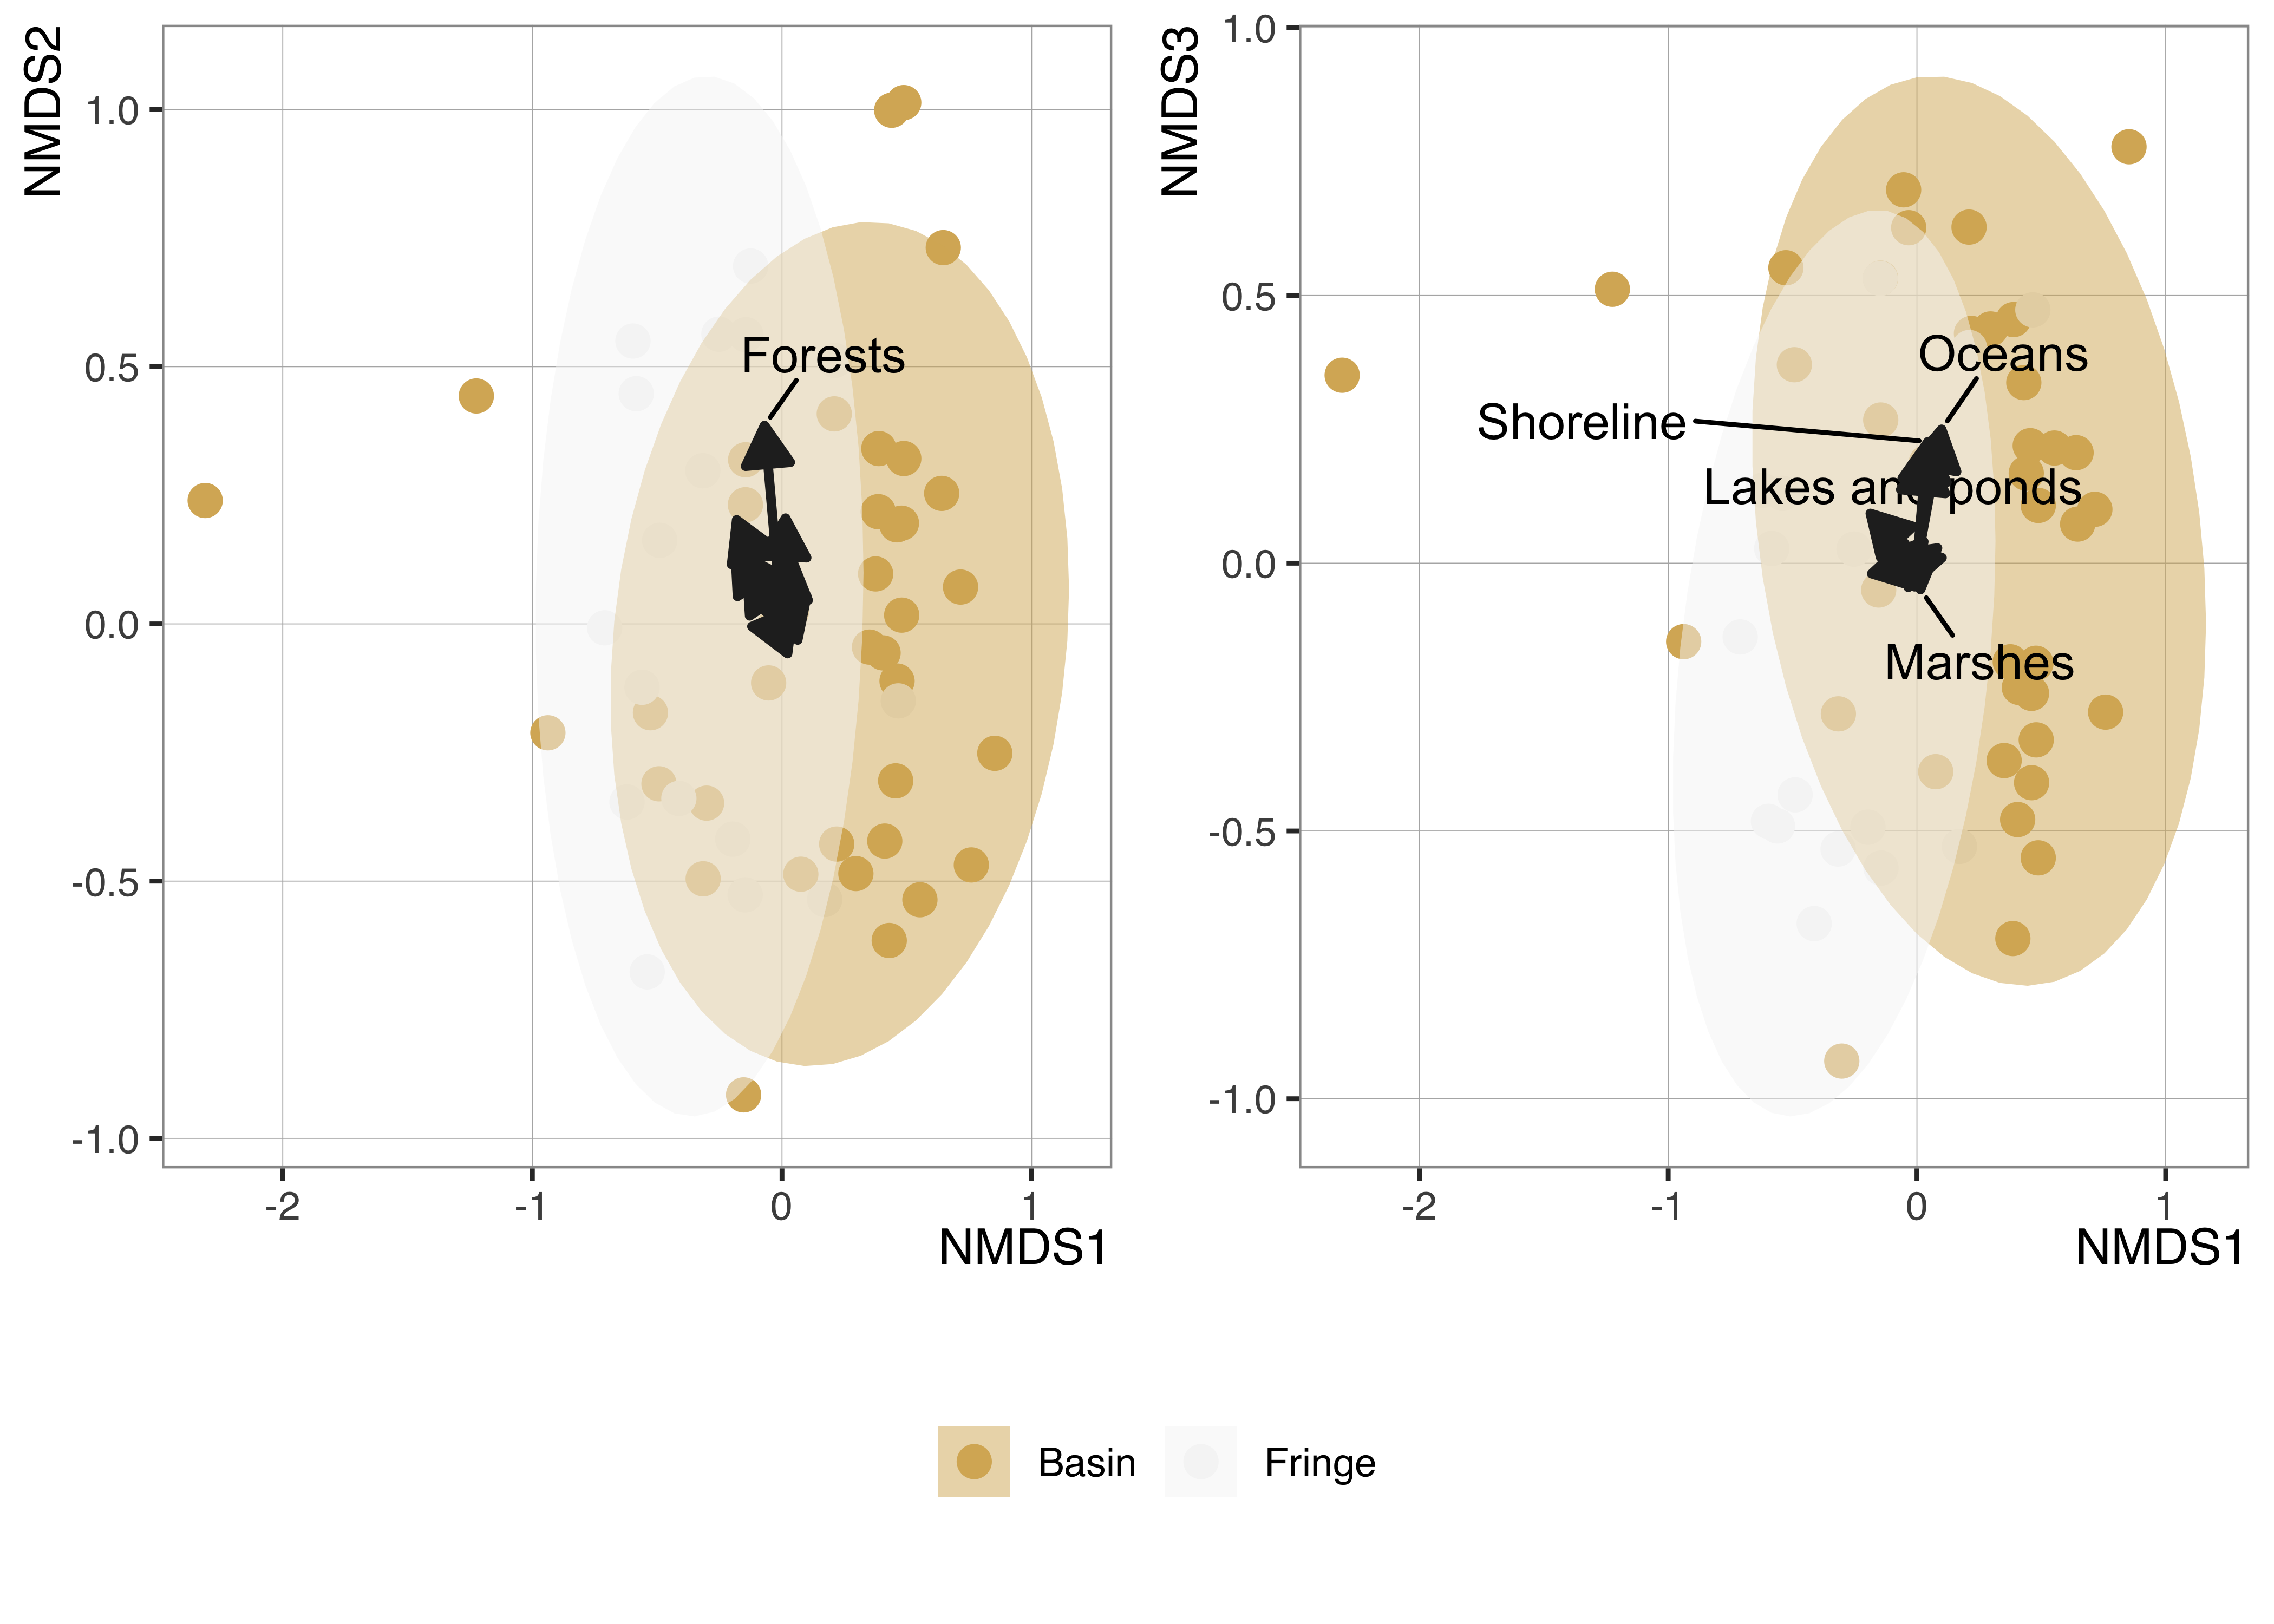 NMDS2
1.0
0.5
0.0
-0.5
-1.0
-2
-1
0
1
NMDS1
Forests
NMDS3
1.0
0.5
0.0
-0.5
-1.0
-2
-1
0
1
NMDS1
Oceans
Shoreline
Lakes and ponds
Marshes
Basin
Fringe